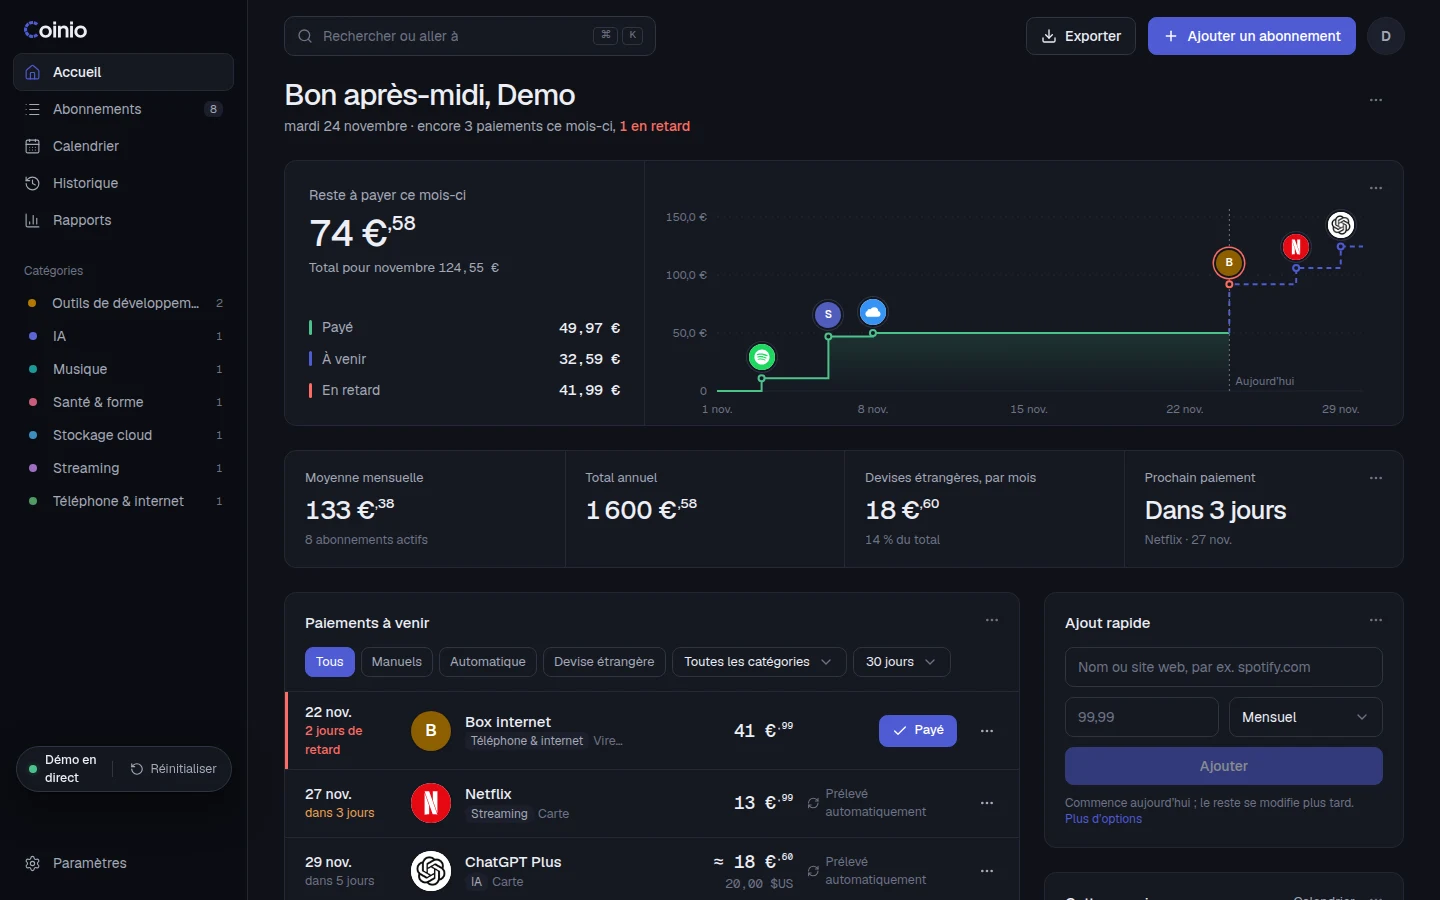 Coinio
Rechercher ou aller à
⌘ K
Exporter
Ajouter un abonnement
D
Accueil
Abonnements 8
Calendrier
Historique
Rapports
Catégories
Outils de développem… 2
IA 1
Musique 1
Santé & forme 1
Stockage cloud 1
Streaming 1
Téléphone & internet 1
Démo en direct
Réinitialiser
Paramètres
Bon après-midi, Demo
mardi 24 novembre · encore 3 paiements ce mois-ci, 1 en retard
Reste à payer ce mois-ci
74 €,58
Total pour novembre 124,55 €
Payé 49,97 €
À venir 32,59 €
En retard 41,99 €
150,0 €
100,0 €
50,0 €
0
S
B
N
Aujourd'hui
1 nov. 8 nov. 15 nov. 22 nov. 29 nov.
Moyenne mensuelle
133 €,38
8 abonnements actifs
Total annuel
1 600 €,58
Devises étrangères, par mois
18 €,60
14 % du total
Prochain paiement
Dans 3 jours
Netflix · 27 nov.
Paiements à venir
Tous Manuels Automatique Devise étrangère Toutes les catégories 30 jours
22 nov.
2 jours de retard
B
Box internet
Téléphone & internet Vire…
41 €,99
Payé
27 nov.
dans 3 jours
N
Netflix
Streaming Carte
13 €,99
Prélevé automatiquement
29 nov.
dans 5 jours
ChatGPT Plus
IA Carte
≈ 18 €,60
20,00 $US
Prélevé automatiquement
Ajout rapide
Nom ou site web, par ex. spotify.com
99,99
Mensuel
Ajouter
Commence aujourd'hui ; le reste se modifie plus tard.
Plus d'options